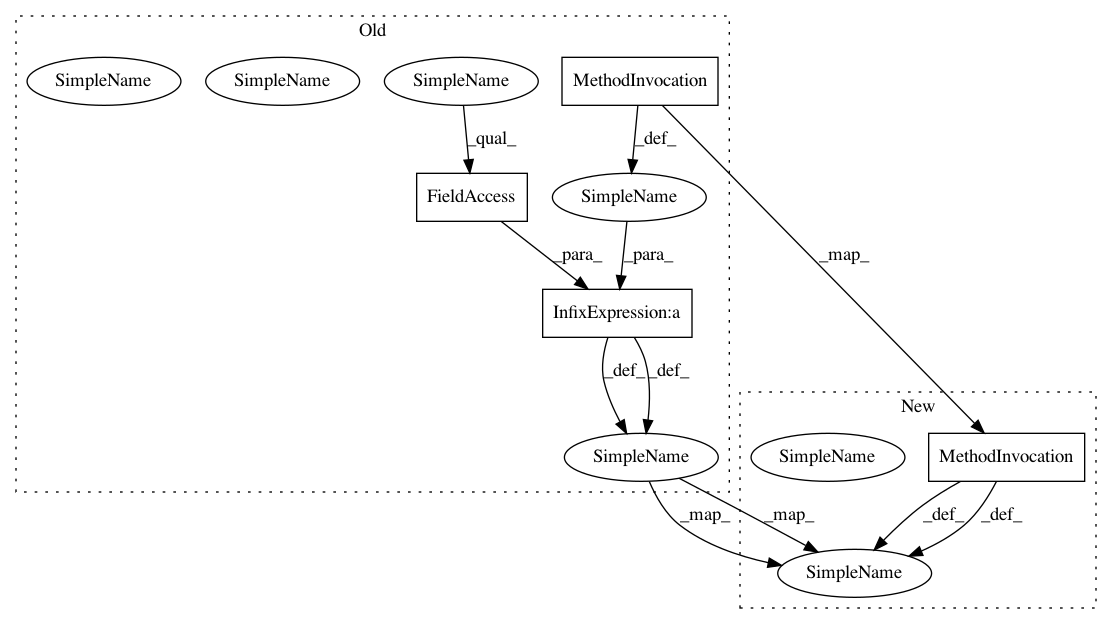 Old
SimpleName
SimpleName
SimpleName
MethodInvocation
_qual_
_def_
FieldAccess
SimpleName
_para_
_para_
_map_
InfixExpression:a
_def_
_def_
New
SimpleName
SimpleName
MethodInvocation
_map_
_map_
_def_
_def_
SimpleName